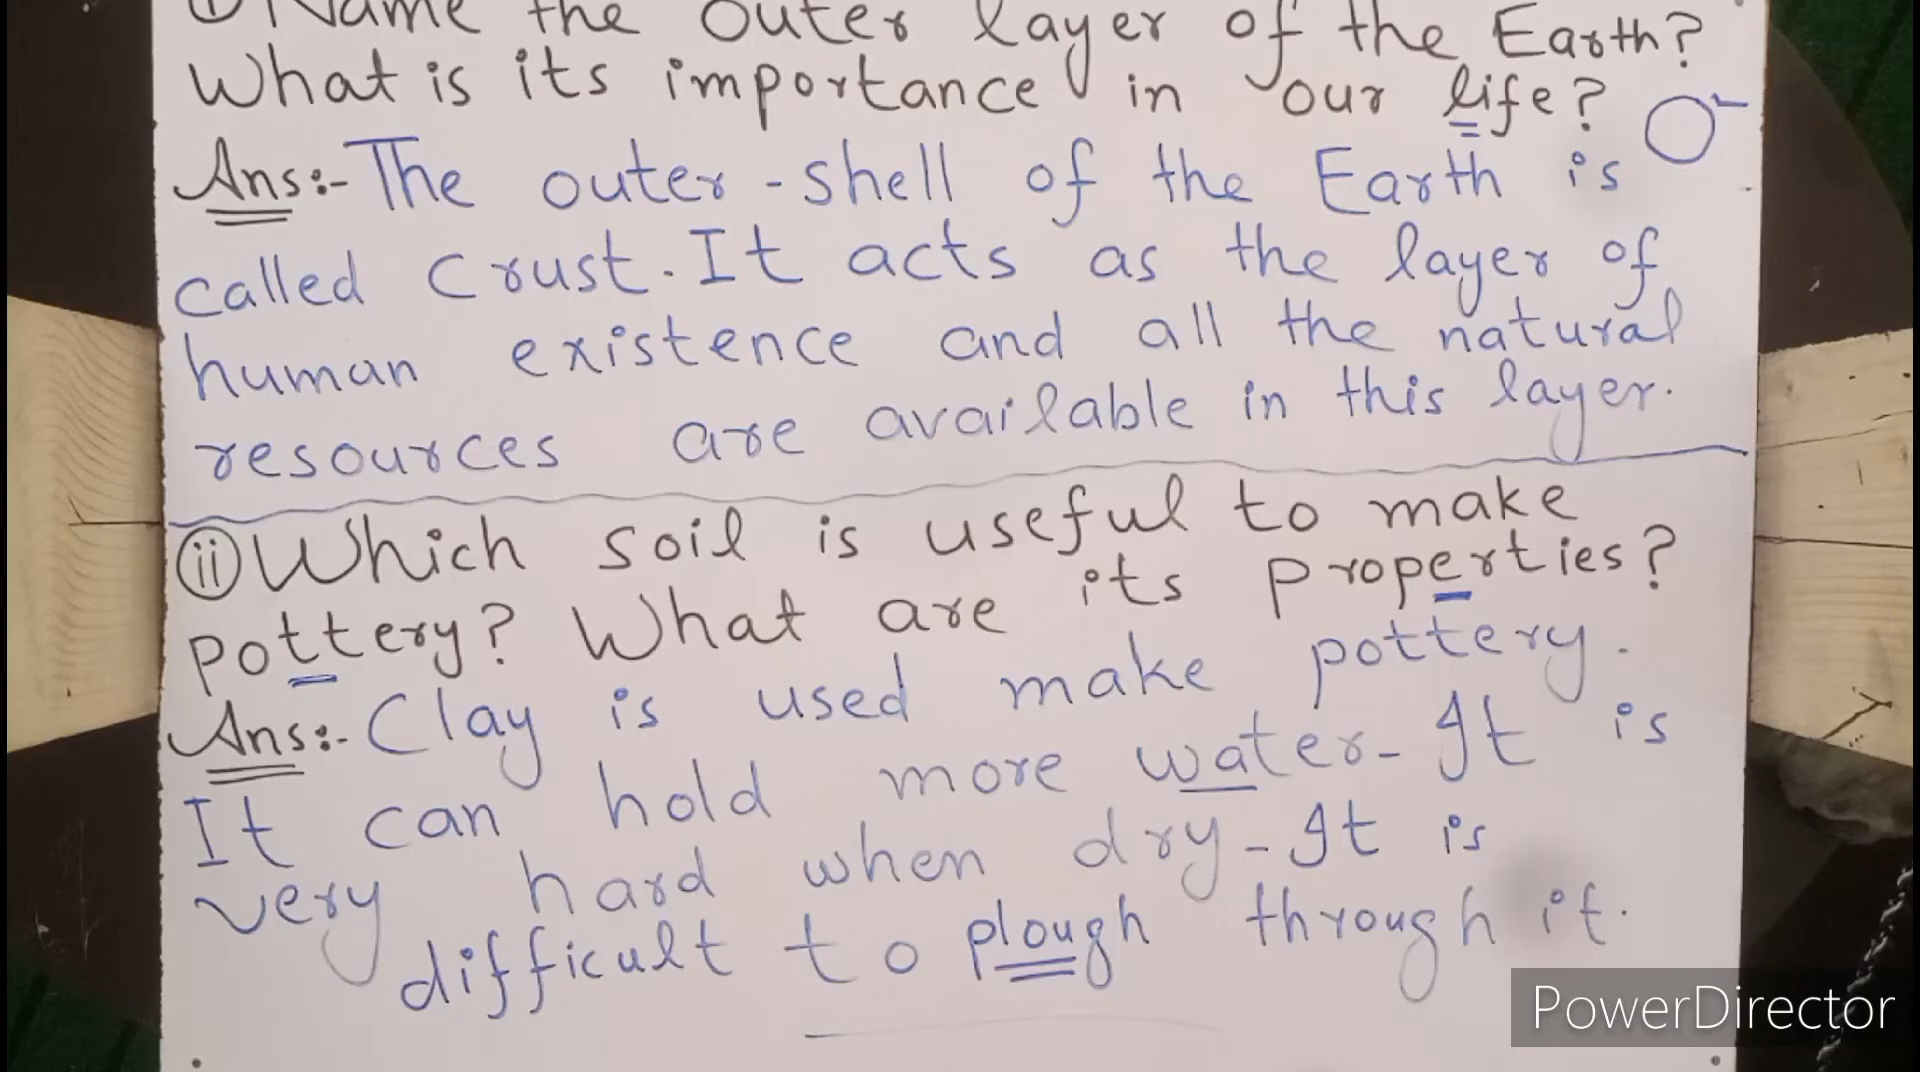 ① Name the outer layer of the Earth?
What is its importance in our life?
Ans:- The outer-shell of the Earth is
called Crust. It acts as the layer of
human existence and all the natural
resources are available in this layer.
ⅱ Which soil is useful to make
pottery? What are its properties?
Ans:- Clay is used make pottery.
It can hold more water- It is
very hard when dry- It is
difficult to plough through it.
PowerDirector